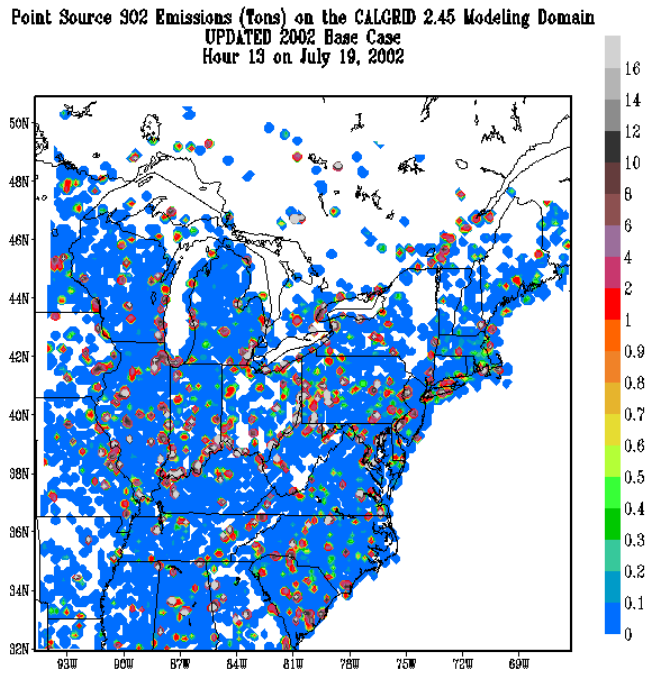 Point Source SO2 Emissions (Tons) on the CALGRID 2.45 Modeling Domain
UPDATED 2002 Base Case
Hour 13 on July 19, 2002
50N
48N
46N
44N
42N
40N
38N
36N
34N
32N
93W
90W
87W
84W
81W
78W
75W
72W
69W
16
14
12
10
8
6
4
2
1
0.9
0.8
0.7
0.6
0.5
0.4
0.3
0.2
0.1
0